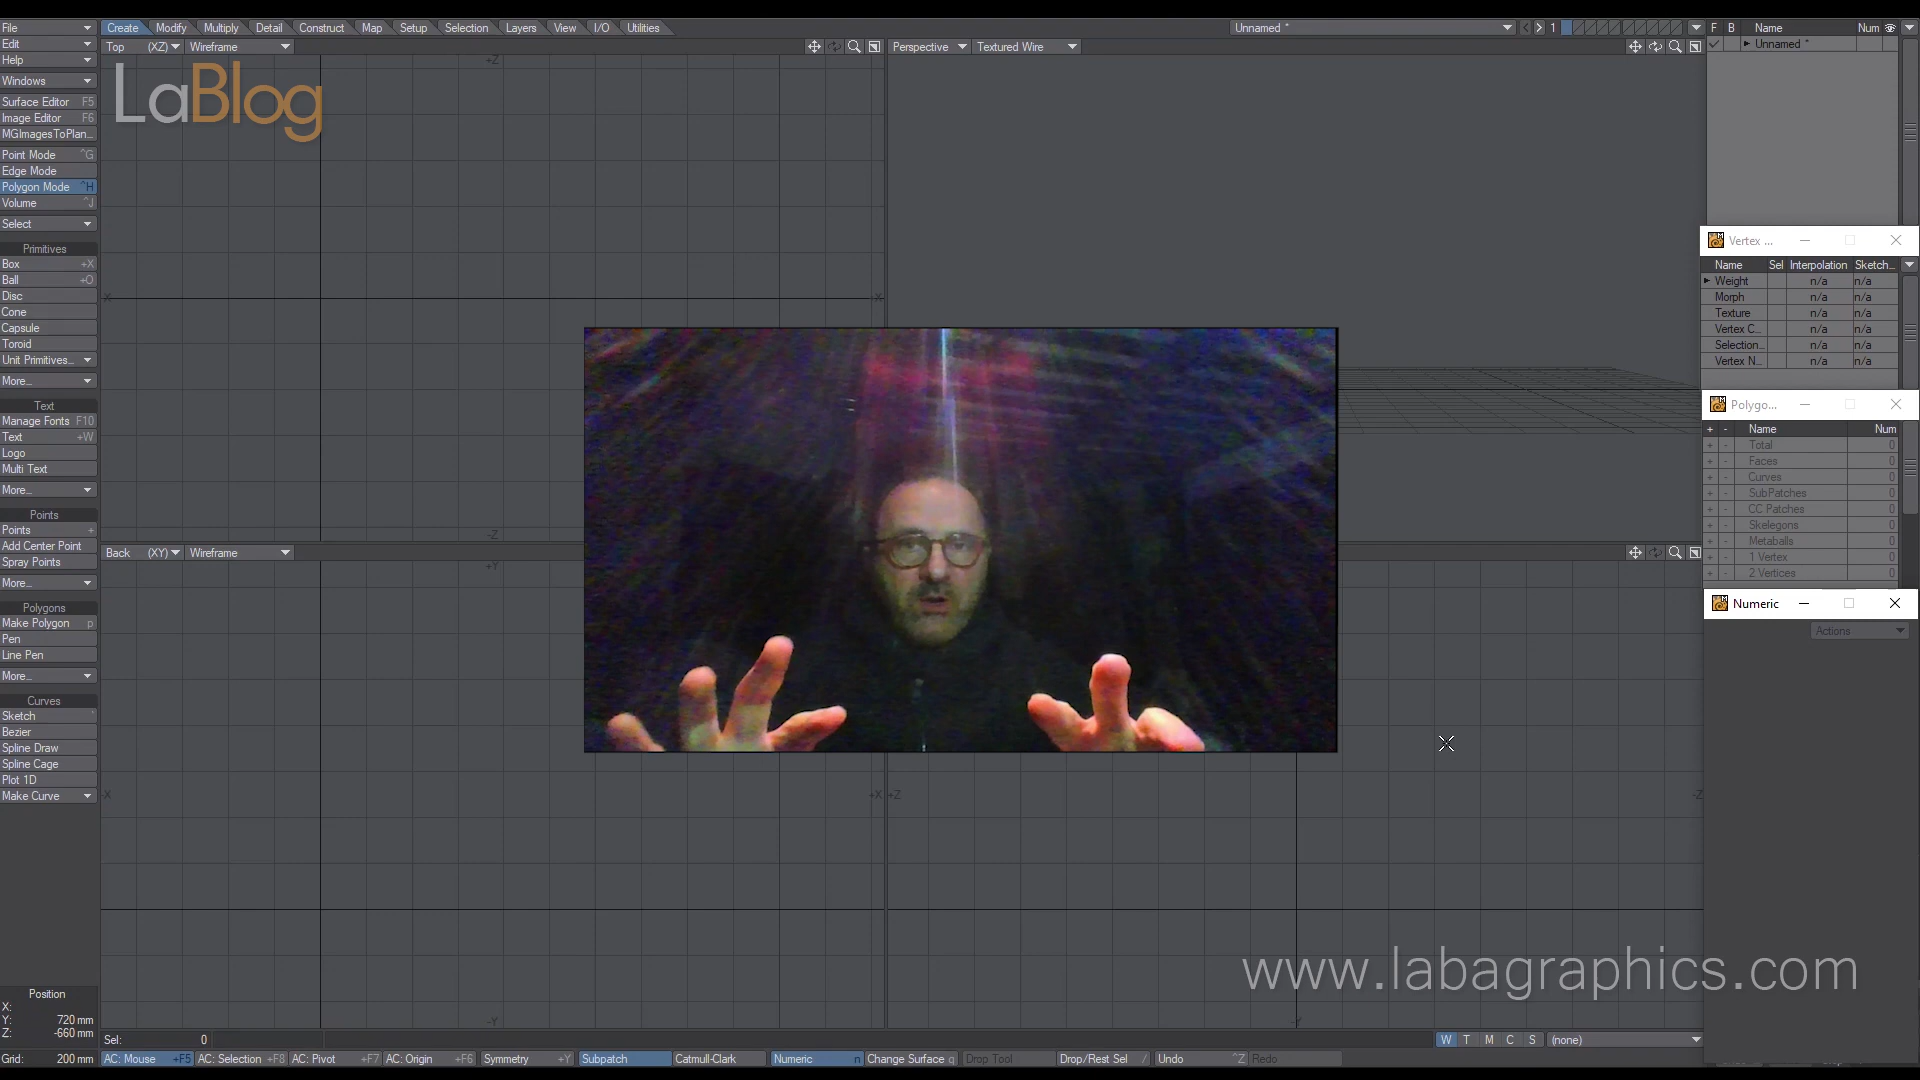 File
Edit
Help
Windows
Surface Editor F5
Image Editor F6
MGImagesToPlan...
Point Mode ^G
Edge Mode
Polygon Mode ^H
Volume ^J
Select
Primitives
Box +X
Ball +O
Disc
Cone
Capsule
Toroid
Unit Primitives...
More...
Text
Manage Fonts F10
Text +W
Logo
Multi Text
More...
Points
Points +
Add Center Point
Spray Points
More...
Polygons
Make Polygon p
Pen
Line Pen
More...
Curves
Sketch `
Bezier
Spline Draw
Spline Cage
Plot 1D
Make Curve
Position
X:
Y: 720 mm
Z: -660 mm
Grid: 200 mm
Create Modify Multiply Detail Construct Map Setup Selection Layers View I/O Utilities
Unnamed * 1
Top (XZ) Wireframe
Perspective Textured Wire
LaBlog
+Z
-X +X
-Z
Back (XY) Wireframe
+Y
-X +X +Z -Z
-Y -Y
F B Name Num
Unnamed *
Vertex ...
Name Sel Interpolation Sketch...
Weight n/a n/a
Morph n/a n/a
Texture n/a n/a
Vertex C... n/a n/a
Selection... n/a n/a
Vertex N... n/a n/a
Polygo...
+ - Name Num
+ - Total 0
+ - Faces 0
+ - Curves 0
+ - SubPatches 0
+ - CC Patches 0
+ - Skelegons 0
+ - Metaballs 0
+ - 1 Vertex 0
+ - 2 Vertices 0
Numeric
Actions
www.labagraphics.com
Sel: 0
W T M C S (none)
AC: Mouse +F5 AC: Selection +F8 AC: Pivot +F7 AC: Origin +F6 Symmetry +Y Subpatch Catmull-Clark Numeric n Change Surface q Drop Tool Drop/Rest Sel / Undo ^Z Redo